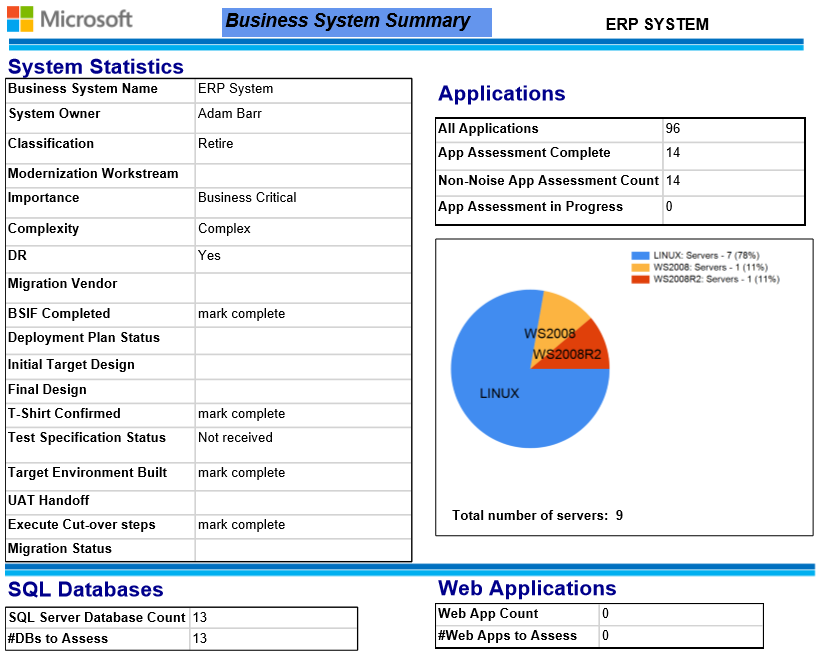 Microsoft
Business System Summary
ERP SYSTEM
System Statistics
Business System Name ERP System
System Owner Adam Barr
Classification Retire
Modernization Workstream
Importance Business Critical
Complexity Complex
DR Yes
Migration Vendor
BSIF Completed mark complete
Deployment Plan Status
Initial Target Design
Final Design
T-Shirt Confirmed mark complete
Test Specification Status Not received
Target Environment Built mark complete
UAT Handoff
Execute Cut-over steps mark complete
Migration Status
Applications
All Applications 96
App Assessment Complete 14
Non-Noise App Assessment Count 14
App Assessment in Progress 0
LINUX: Servers - 7 (78%)
WS2008: Servers - 1 (11%)
WS2008R2: Servers - 1 (11%)
WS2008
WS2008R2
LINUX
Total number of servers: 9
SQL Databases
SQL Server Database Count 13
#DBs to Assess 13
Web Applications
Web App Count 0
#Web Apps to Assess 0